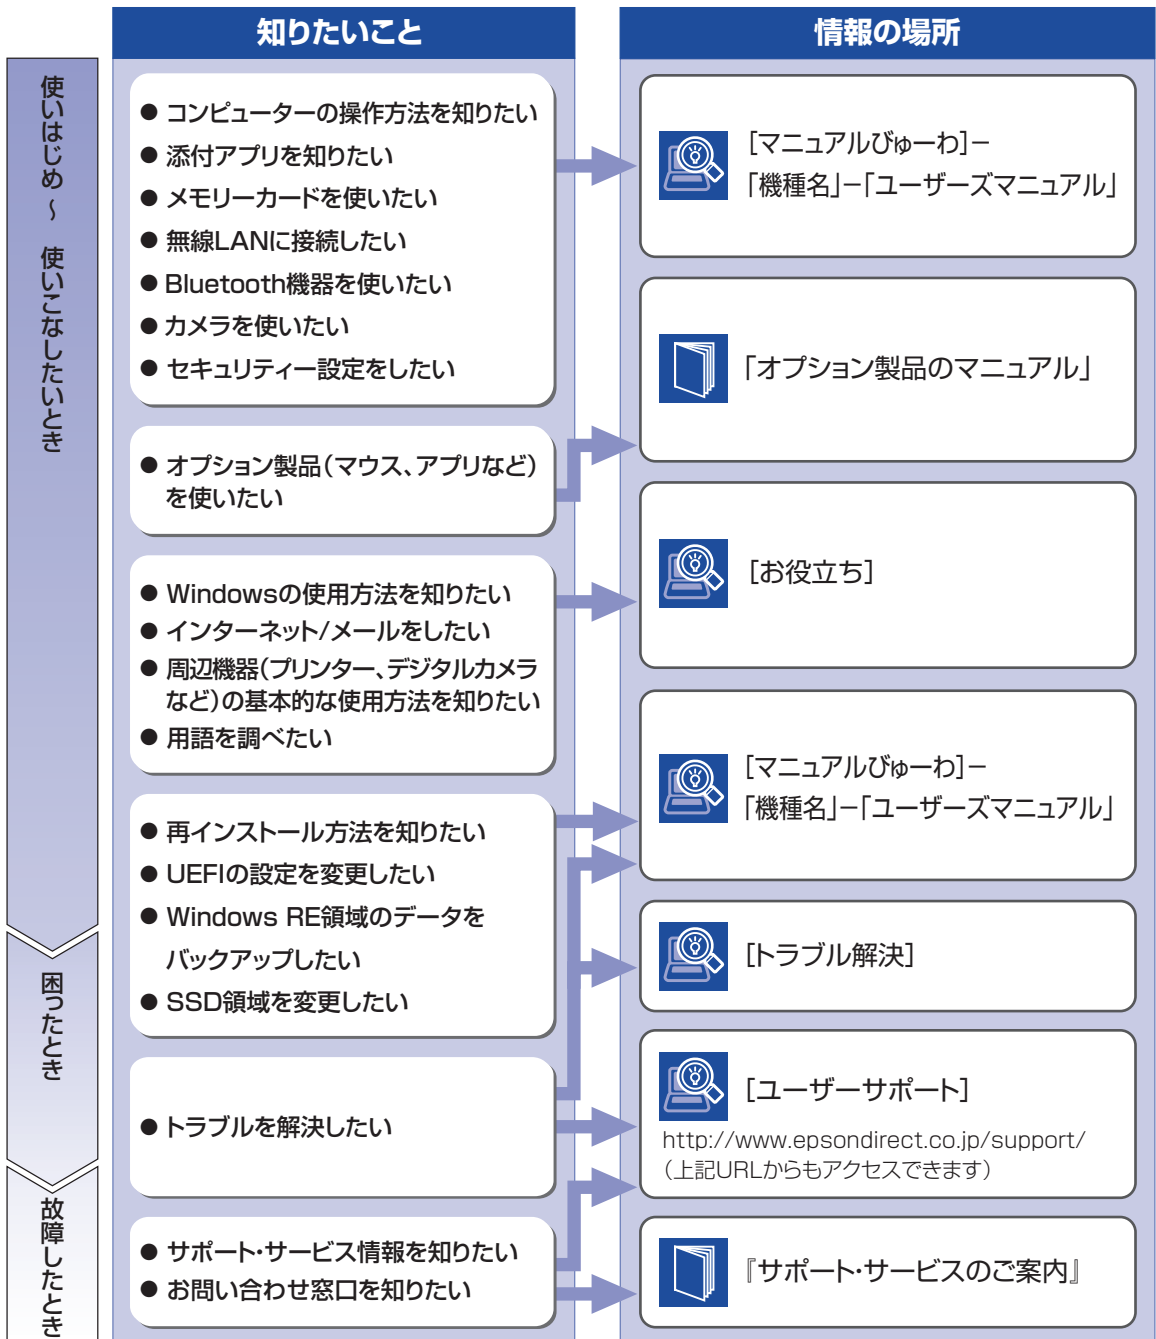 知りたいこと
情報の場所
使いはじめ ～ 使いこなしたいとき
● コンピューターの操作方法を知りたい
● 添付アプリを知りたい
● メモリーカードを使いたい
● 無線LANに接続したい
● Bluetooth機器を使いたい
● カメラを使いたい
● セキュリティー設定をしたい
● オプション製品（マウス、アプリなど）
を使いたい
● Windowsの使用方法を知りたい
● インターネット/メールをしたい
● 周辺機器（プリンター、デジタルカメラ
など）の基本的な使用方法を知りたい
● 用語を調べたい
● 再インストール方法を知りたい
● UEFIの設定を変更したい
● Windows RE領域のデータを
バックアップしたい
● SSD領域を変更したい
困ったとき
● トラブルを解決したい
故障したとき
● サポート・サービス情報を知りたい
● お問い合わせ窓口を知りたい
［マニュアルびゅーわ］－
「機種名」－「ユーザーズマニュアル」
「オプション製品のマニュアル」
［お役立ち］
［マニュアルびゅーわ］－
「機種名」－「ユーザーズマニュアル」
［トラブル解決］
［ユーザーサポート］
http://www.epsondirect.co.jp/support/
（上記URLからもアクセスできます）
『サポート・サービスのご案内』